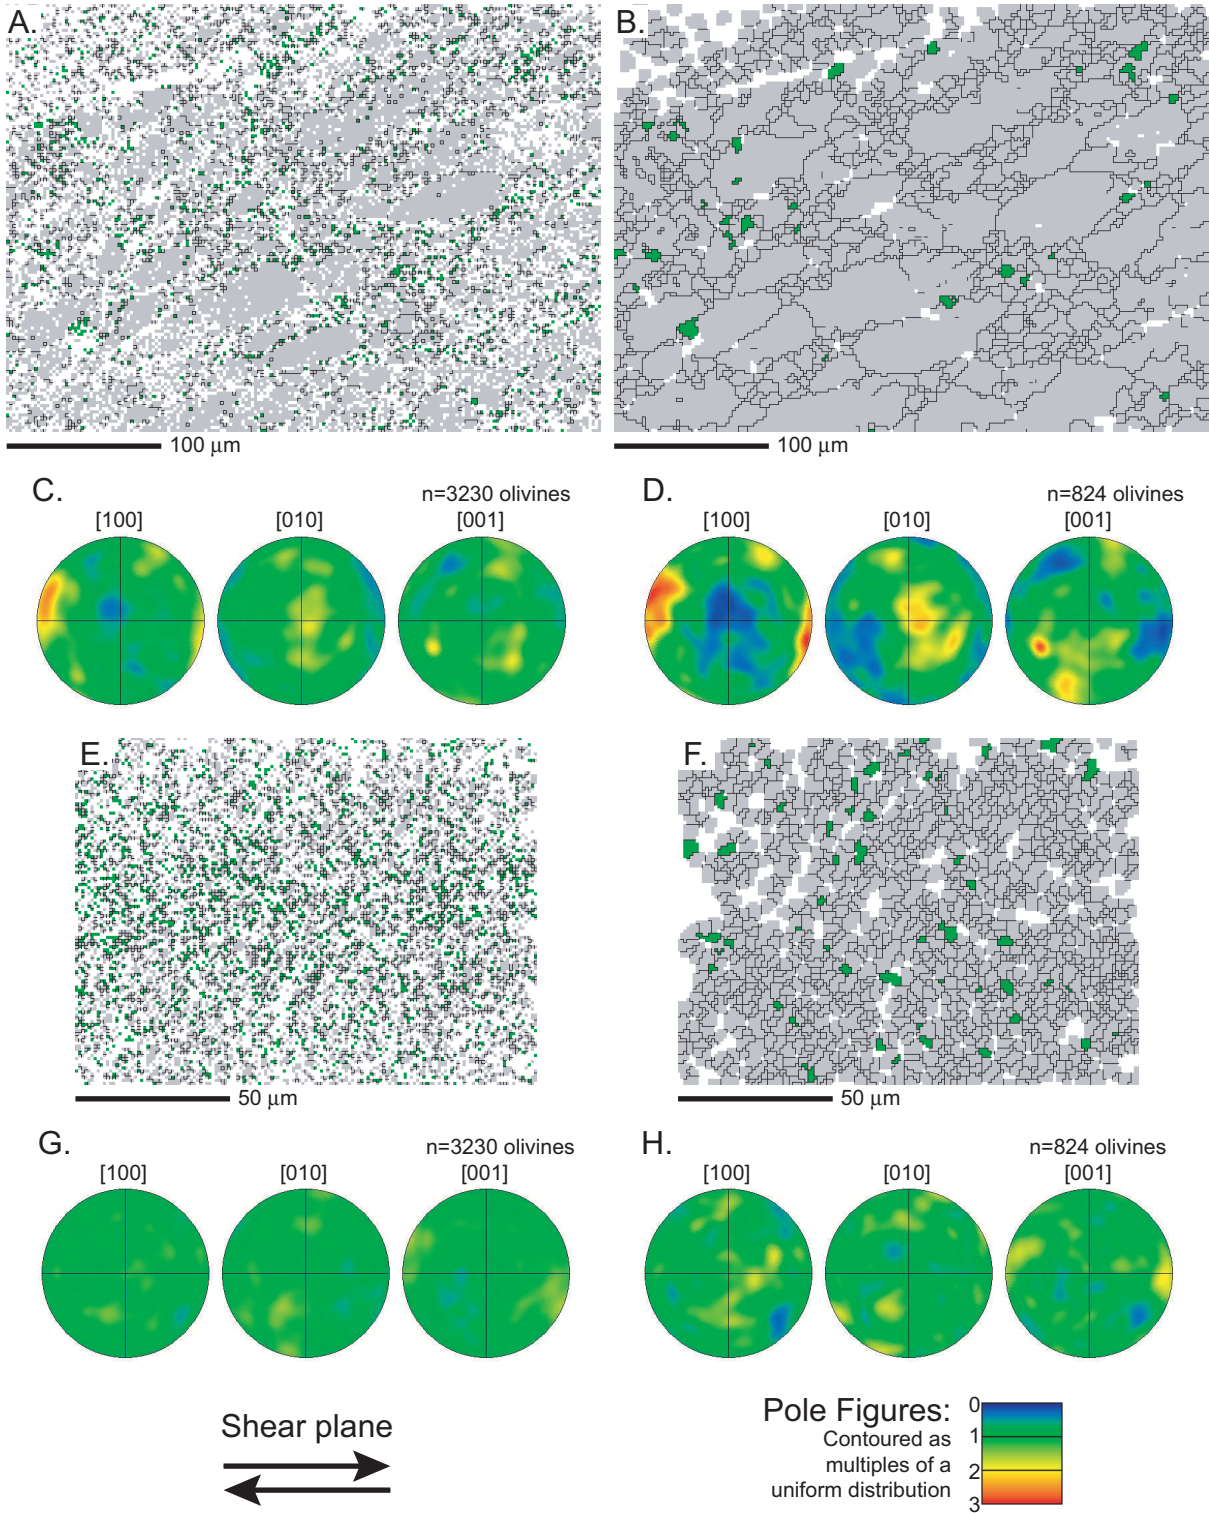 A.
B.
100 μm
100 μm
C.
n=3230 olivines
[100]
[010]
[001]
D.
n=824 olivines
[100]
[010]
[001]
E.
F.
50 μm
50 μm
G.
n=3230 olivines
[100]
[010]
[001]
H.
n=824 olivines
[100]
[010]
[001]
Shear plane
Pole Figures:
Contoured as
multiples of a
uniform distribution
0
1
2
3